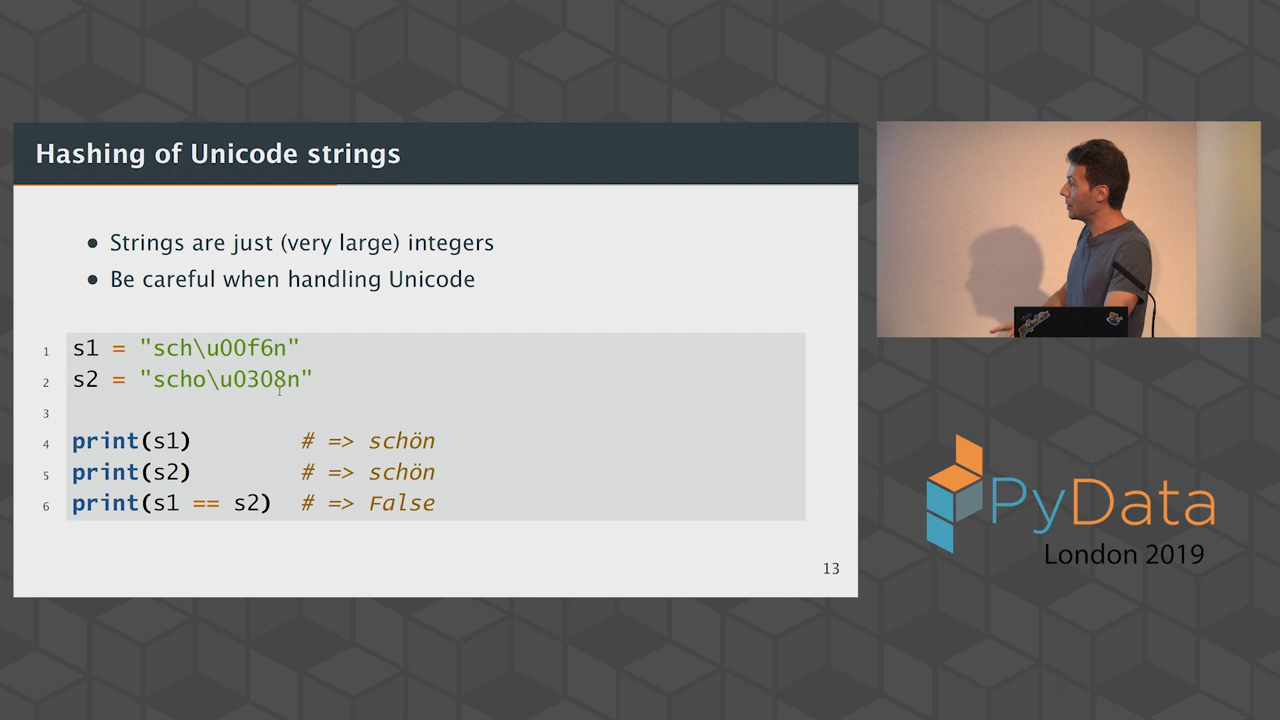 Hashing of Unicode strings
● Strings are just (very large) integers
● Be careful when handling Unicode
1 s1 = "sch\u00f6n"
2 s2 = "scho\u0308n"
3
4 print(s1) # => schön
5 print(s2) # => schön
6 print(s1 == s2) # => False
13
PyData
London 2019